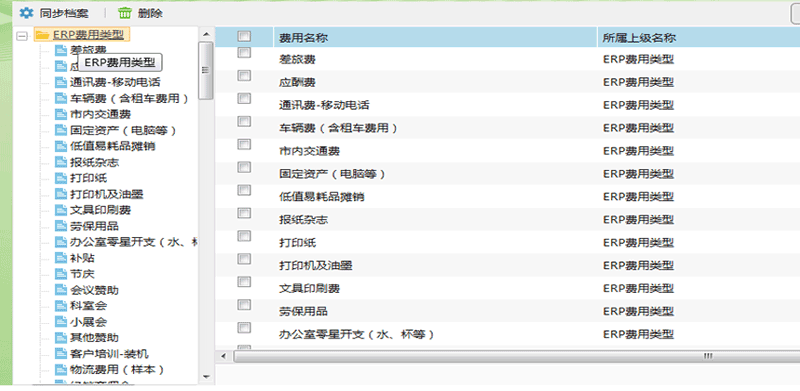 同步档案 删除
ERP费用类型
差旅费
ERP费用类型
通讯费-移动电话
车辆费（含租车费用）
市内交通费
固定资产（电脑等）
低值易耗品摊销
报纸杂志
打印纸
打印机及油墨
文具印刷费
劳保用品
办公室零星开支（水、杯
补贴
节庆
会议赞助
科室会
小展会
其他赞助
客户培训-装机
物流费用（样本）
费用名称 所属上级名称
差旅费 ERP费用类型
应酬费 ERP费用类型
通讯费-移动电话 ERP费用类型
车辆费（含租车费用） ERP费用类型
市内交通费 ERP费用类型
固定资产（电脑等） ERP费用类型
低值易耗品摊销 ERP费用类型
报纸杂志 ERP费用类型
打印纸 ERP费用类型
打印机及油墨 ERP费用类型
文具印刷费 ERP费用类型
劳保用品 ERP费用类型
办公室零星开支（水、杯等） ERP费用类型